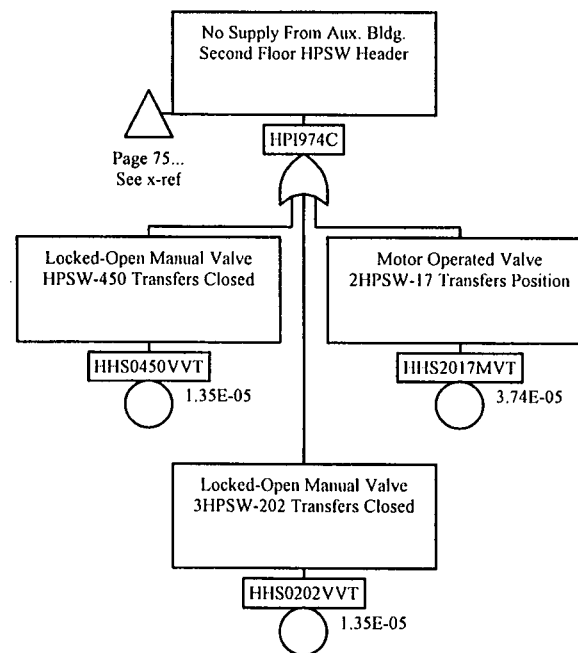 No Supply From Aux. Bldg.
Second Floor HPSW Header
HPI974C
Page 75...
See x-ref
Locked-Open Manual Valve
HPSW-450 Transfers Closed
HHS0450VVT
1.35E-05
Motor Operated Valve
2HPSW-17 Transfers Position
HHS2017MVT
3.74E-05
Locked-Open Manual Valve
3HPSW-202 Transfers Closed
HHS0202VVT
1.35E-05